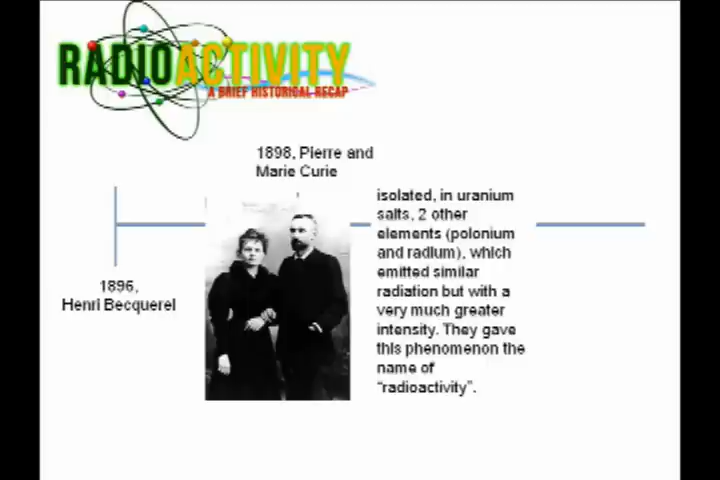 RADIOACTIVITY
A BRIEF HISTORICAL RECAP
1898, Pierre and
Marie Curie
isolated, in uranium
salts, 2 other
elements (polonium
and radium), which
emitted similar
radiation but with a
very much greater
intensity. They gave
this phenomenon the
name of
“radioactivity”.
1896,
Henri Becquerel